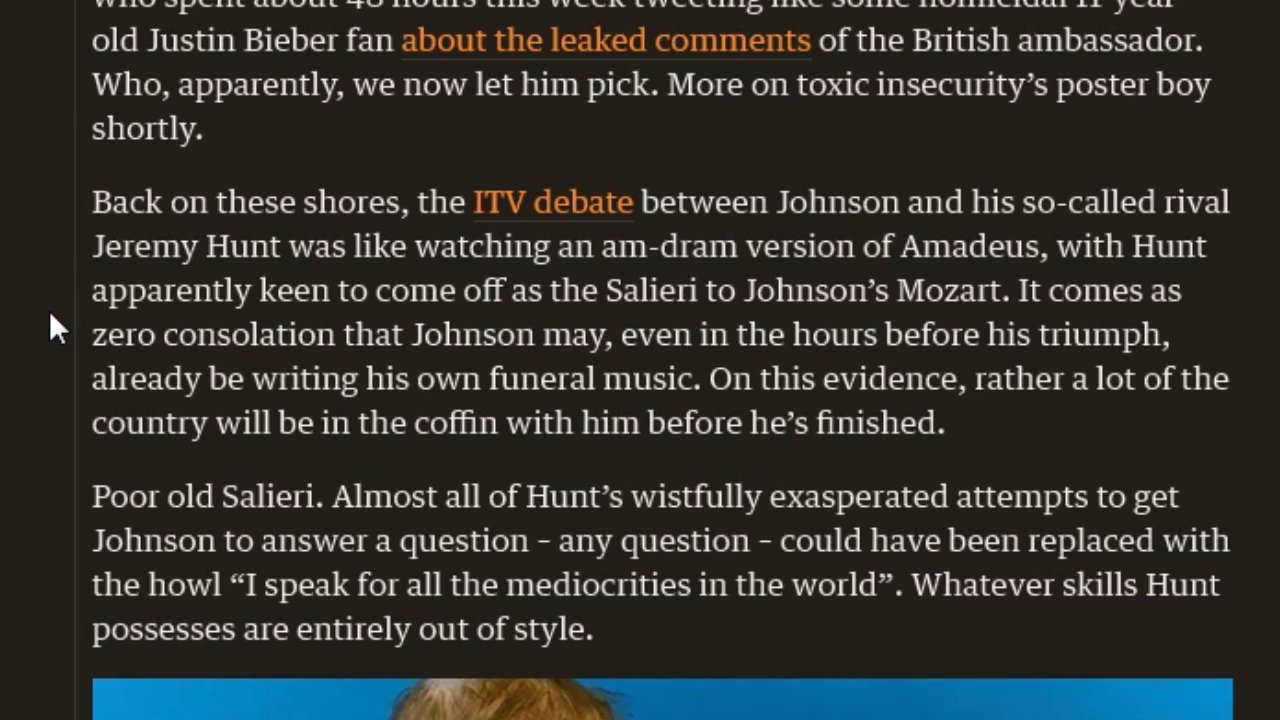 old Justin Bieber fan about the leaked comments of the British ambassador.
Who, apparently, we now let him pick. More on toxic insecurity’s poster boy
shortly.
Back on these shores, the ITV debate between Johnson and his so-called rival
Jeremy Hunt was like watching an am-dram version of Amadeus, with Hunt
apparently keen to come off as the Salieri to Johnson’s Mozart. It comes as
zero consolation that Johnson may, even in the hours before his triumph,
already be writing his own funeral music. On this evidence, rather a lot of the
country will be in the coffin with him before he’s finished.
Poor old Salieri. Almost all of Hunt’s wistfully exasperated attempts to get
Johnson to answer a question – any question – could have been replaced with
the howl “I speak for all the mediocrities in the world”. Whatever skills Hunt
possesses are entirely out of style.